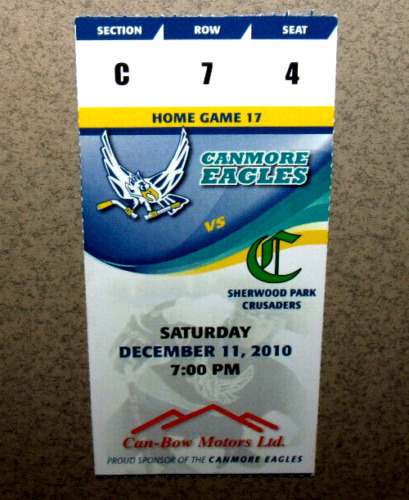 SECTION ROW SEAT
C 7 4
HOME GAME 17
CANMORE
EAGLES
vs
C
SHERWOOD PARK
CRUSADERS
SATURDAY
DECEMBER 11, 2010
7:00 PM
Can-Bow Motors Ltd.
PROUD SPONSOR OF THE CANMORE EAGLES